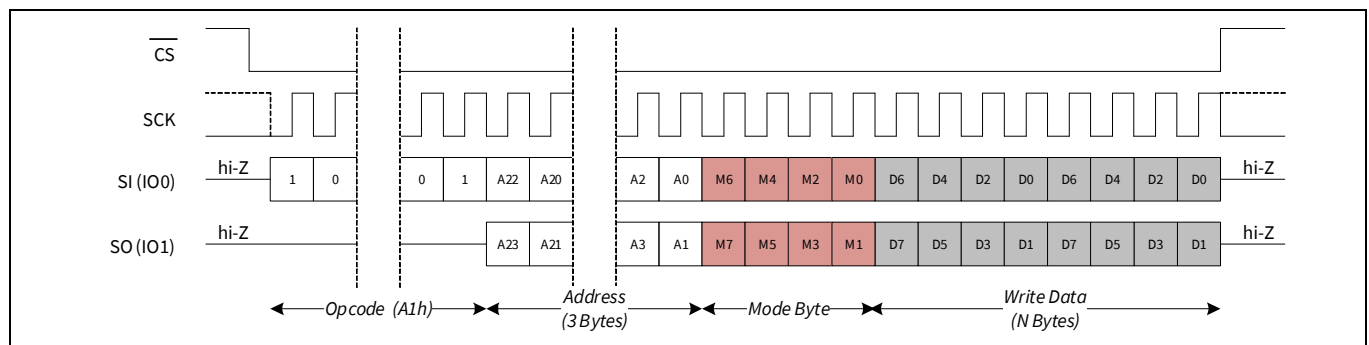 CS
SCK
hi-Z hi-Z
SI (IO0) 1 0 0 1 A22 A20 A2 A0 M6 M4 M2 M0 D6 D4 D2 D0 D6 D4 D2 D0
hi-Z hi-Z
SO (IO1) A23 A21 A3 A1 M7 M5 M3 M1 D7 D5 D3 D1 D7 D5 D3 D1
Opcode (A1h) Address Mode Byte Write Data
(3 Bytes) (N Bytes)